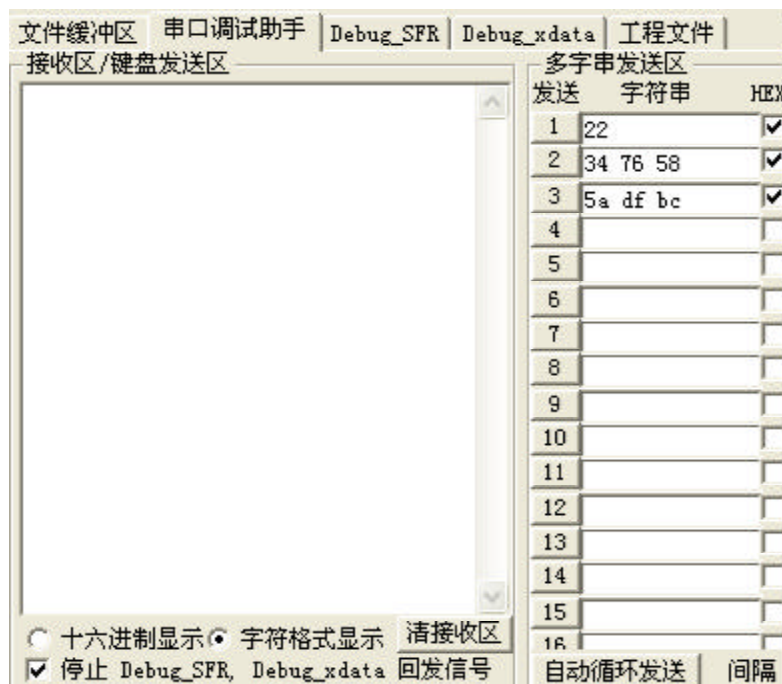 文件缓冲区 串口调试助手 Debug_SFR Debug_xdata 工程文件
接收区/键盘发送区
多字串发送区
发送 字符串 HEX
1 22
2 34 76 58
3 5a df bc
4
5
6
7
8
9
10
11
12
13
14
15
16
十六进制显示 字符格式显示 清接收区
停止 Debug_SFR, Debug_xdata 回发信号
自动循环发送 间隔